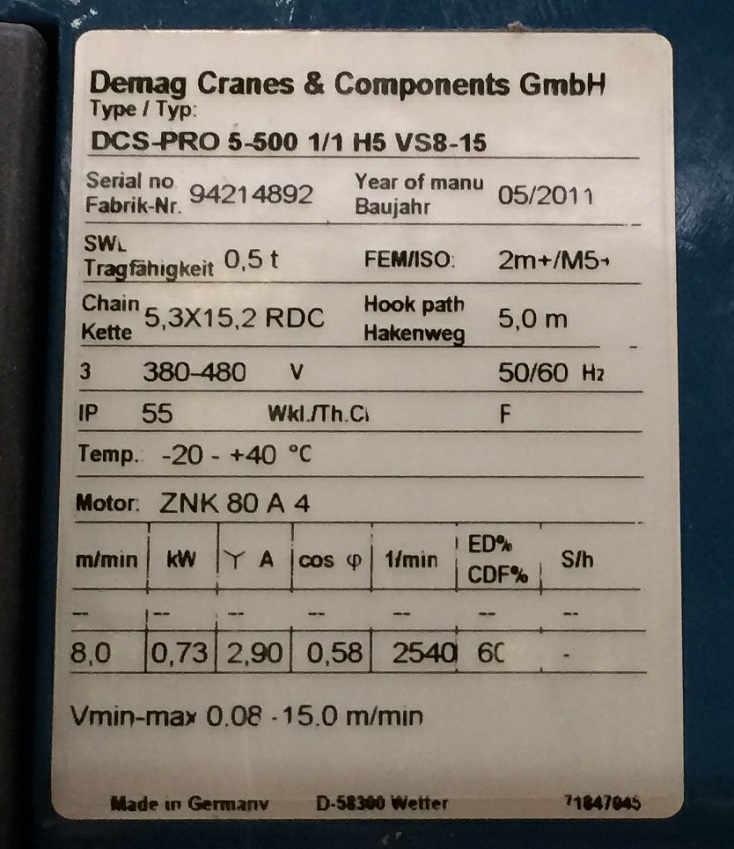 Demag Cranes & Components GmbH
Type / Typ:
DCS-PRO 5-500 1/1 H5 VS8-15
Serial no Year of manu
Fabrik-Nr. 94214892 Baujahr 05/2011
SWL
Tragfähigkeit 0,5 t FEM/ISO: 2m+/M5+
Chain Hook path
Kette 5,3X15,2 RDC Hakenweg 5,0 m
3 380-480 V 50/60 Hz
IP 55 Wkl./Th.Cl F
Temp. -20 - +40 °C
Motor: ZNK 80 A 4
m/min kW Y A cos φ 1/min ED% CDF% S/h
-- -- -- -- -- -- --
8,0 0,73 2,90 0,58 2540 60 -
Vmin-max 0.08 - 15.0 m/min
Made in Germany D-58300 Wetter 71847045